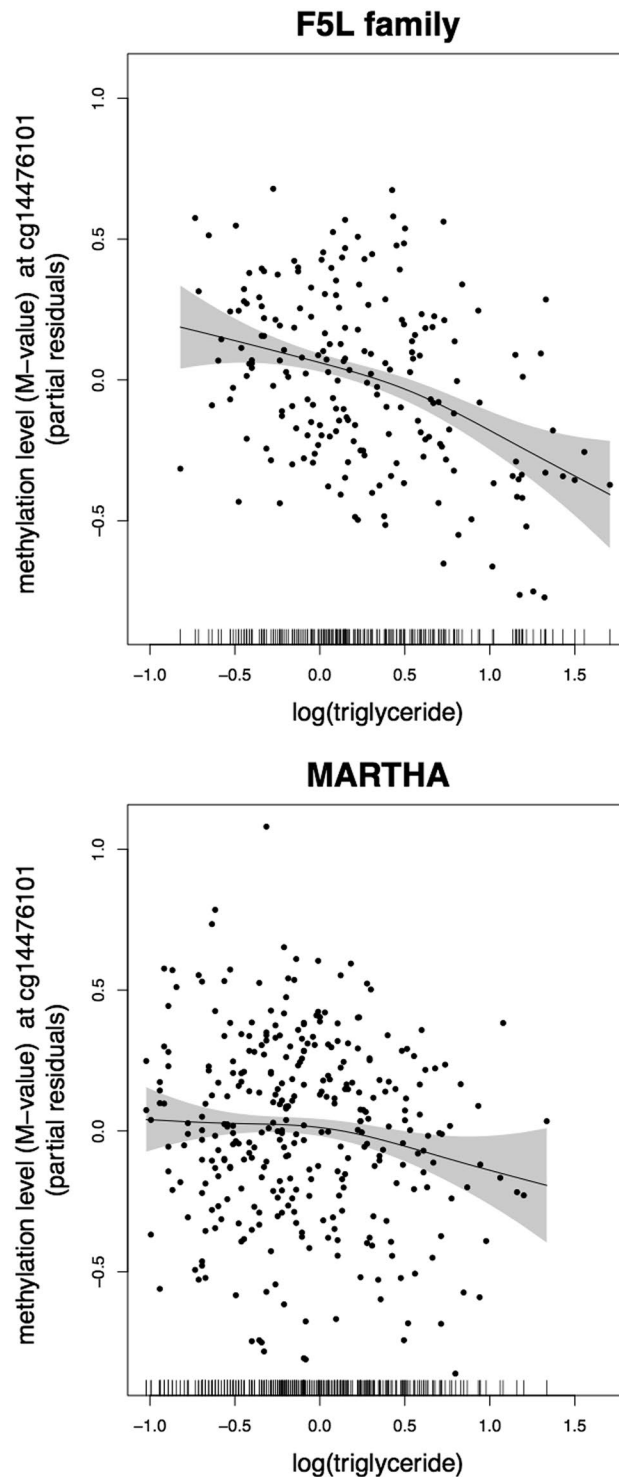 F5L family
methylation level (M−value)  at cg14476101
(partial residuals)
1.0
0.5
0.0
−0.5
−1.0 −0.5 0.0 0.5 1.0 1.5
log(triglyceride)
MARTHA
methylation level (M−value)  at cg14476101
(partial residuals)
1.0
0.5
0.0
−0.5
−1.0 −0.5 0.0 0.5 1.0 1.5
log(triglyceride)